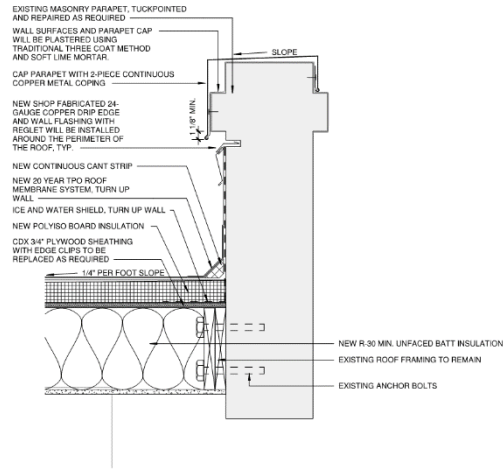 EXISTING MASONRY PARAPET, TUCKPOINTED
AND REPAIRED AS REQUIRED
WALL SURFACES AND PARAPET CAP
WILL BE PLASTERED USING
TRADITIONAL THREE COAT METHOD
AND SOFT LIME MORTAR.
SLOPE
CAP PARAPET WITH 2-PIECE CONTINUOUS
COPPER METAL COPING
1 1/8" MIN.
NEW SHOP FABRICATED 24-
GAUGE COPPER DRIP EDGE
AND WALL FLASHING WITH
REGLET WILL BE INSTALLED
AROUND THE PERIMETER OF
THE ROOF, TYP.
NEW CONTINUOUS CANT STRIP
NEW 20 YEAR TPO ROOF
MEMBRANE SYSTEM, TURN UP
WALL
ICE AND WATER SHIELD, TURN UP WALL
NEW POLYISO BOARD INSULATION
CDX 3/4" PLYWOOD SHEATHING
WITH EDGE CLIPS TO BE
REPLACED AS REQUIRED
1/4" PER FOOT SLOPE
NEW R-30 MIN. UNFACED BATT INSULATION
EXISTING ROOF FRAMING TO REMAIN
EXISTING ANCHOR BOLTS